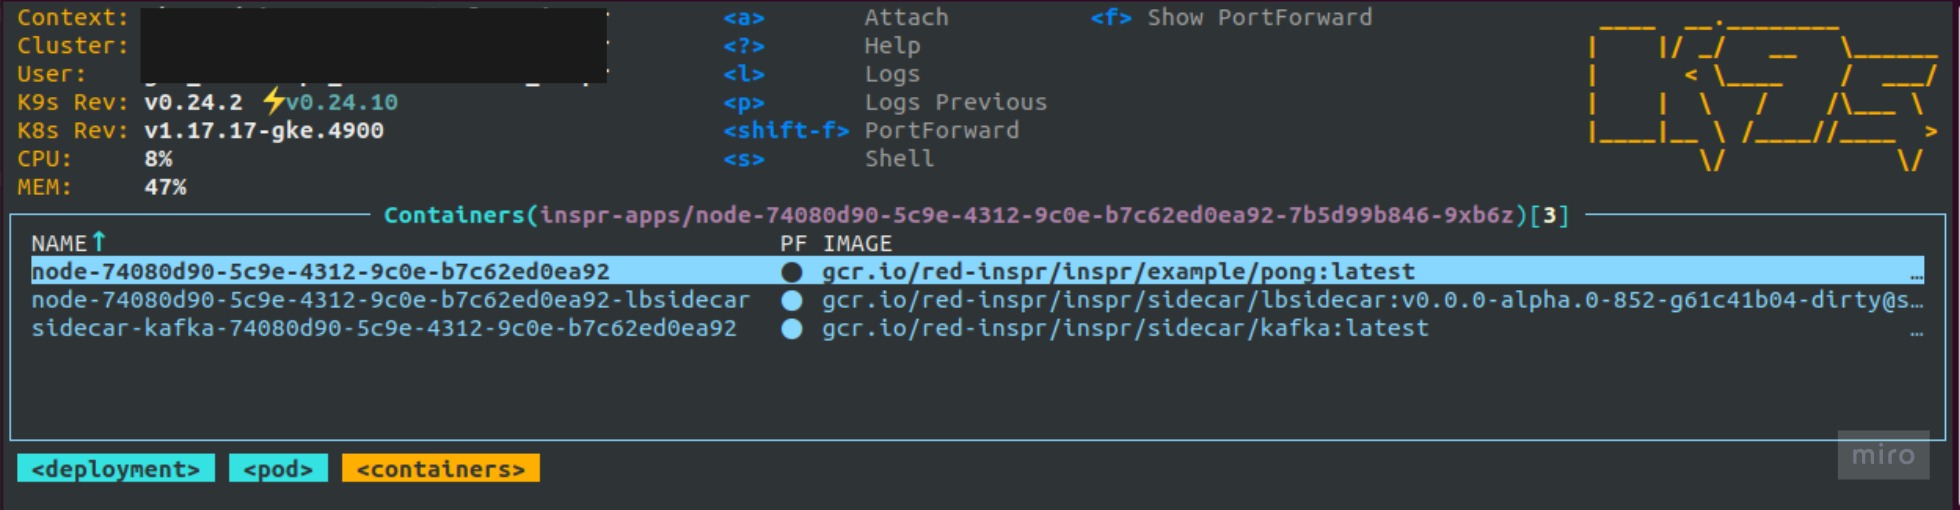 Context: <a> Attach <f> Show PortForward
Cluster: <?> Help
User: <l> Logs
K9s Rev: v0.24.2 ⚡v0.24.10 <p> Logs Previous
K8s Rev: v1.17.17-gke.4900 <shift-f> PortForward
CPU: 8% <s> Shell
MEM: 47%
K9s
Containers(inspr-apps/node-74080d90-5c9e-4312-9c0e-b7c62ed0ea92-7b5d99b846-9xb6z)[3]
NAME↑ PF IMAGE
node-74080d90-5c9e-4312-9c0e-b7c62ed0ea92 ● gcr.io/red-inspr/inspr/example/pong:latest …
node-74080d90-5c9e-4312-9c0e-b7c62ed0ea92-lbsidecar ● gcr.io/red-inspr/inspr/sidecar/lbsidecar:v0.0.0-alpha.0-852-g61c41b04-dirty@s…
sidecar-kafka-74080d90-5c9e-4312-9c0e-b7c62ed0ea92 ● gcr.io/red-inspr/inspr/sidecar/kafka:latest …
<deployment> <pod> <containers>
miro